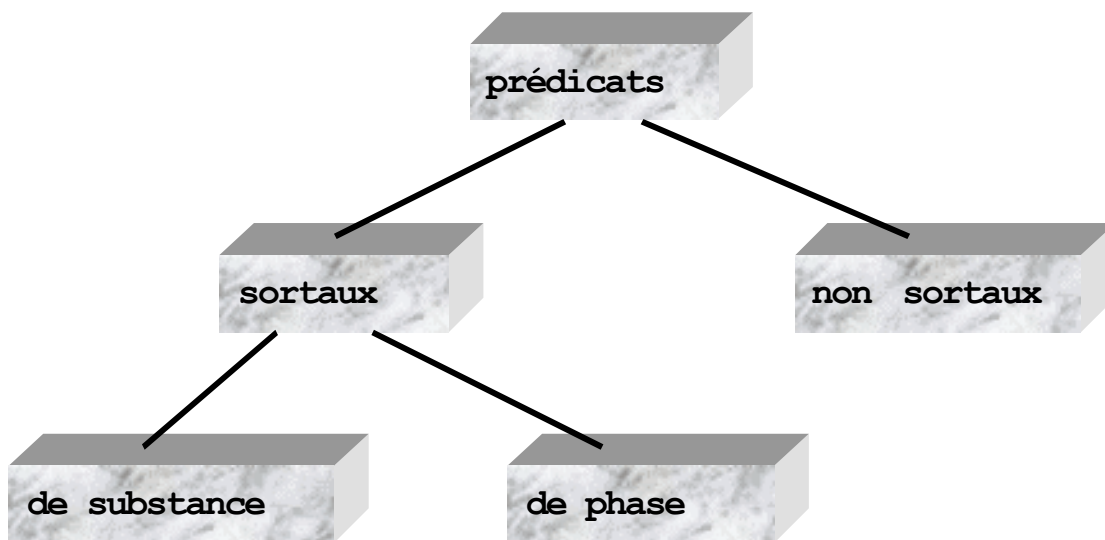 prédicats
sortaux
non sortaux
de substance
de phase